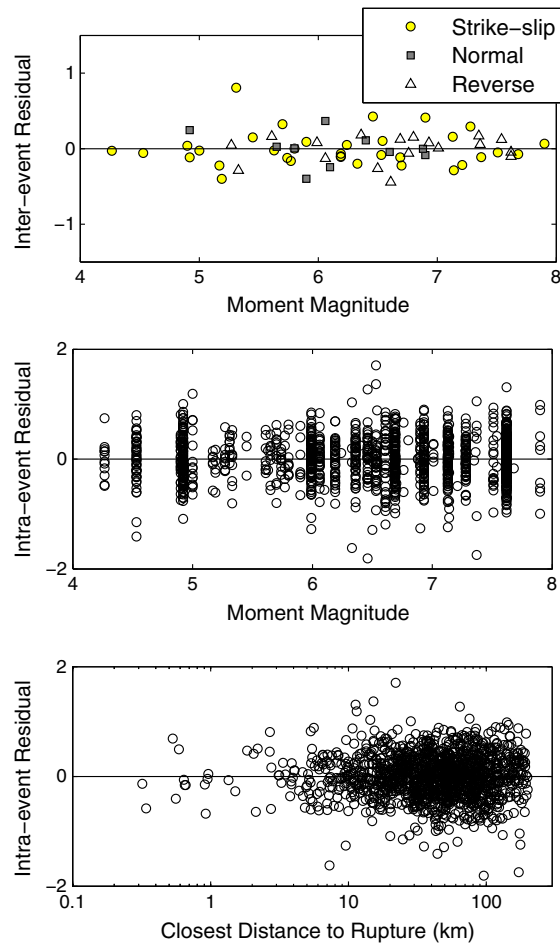 Strike-slip
Normal
Reverse
1
0
−1
Inter-event Residual
4 5 6 7 8
Moment Magnitude
2
0
−2
Intra-event Residual
4 5 6 7 8
Moment Magnitude
2
0
−2
Intra-event Residual
0.1 1 10 100
Closest Distance to Rupture (km)